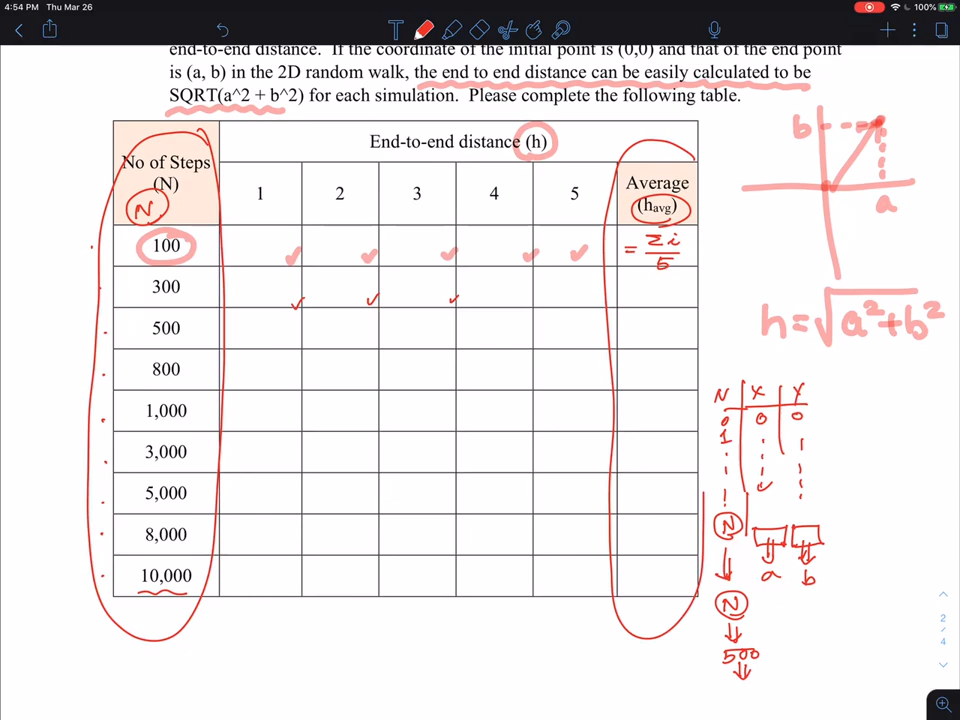 4:54 PM Thu Mar 26
100%
end-to-end distance. If the coordinate of the initial point is (0,0) and that of the end point
is (a, b) in the 2D random walk, the end to end distance can be easily calculated to be
SQRT(a^2 + b^2) for each simulation. Please complete the following table.
No of Steps
(N)
N
End-to-end distance (h)
1 2 3 4 5
Average
(havg)
100
= Σi
5
300
500
800
1,000
3,000
5,000
8,000
10,000
b
a
h=√a²+b²
N X Y
0 0 0
1
N
a b
N
500
2
/
4